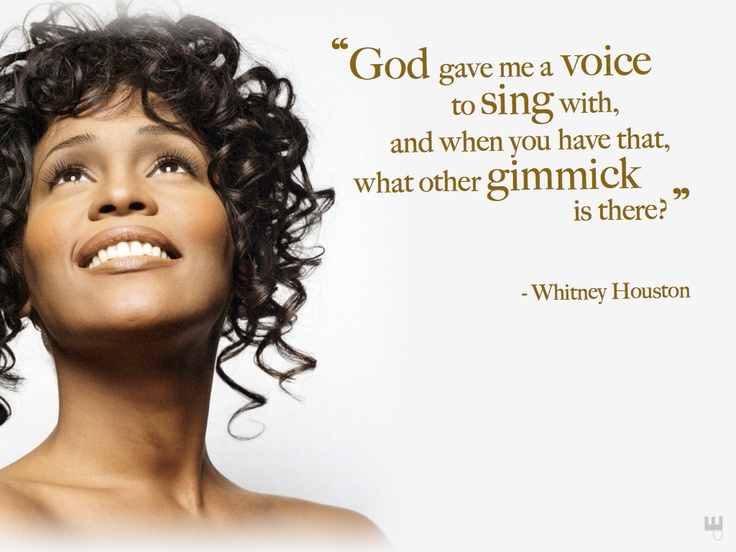 “God gave me a voice
to sing with,
and when you have that,
what other gimmick
is there?”
- Whitney Houston